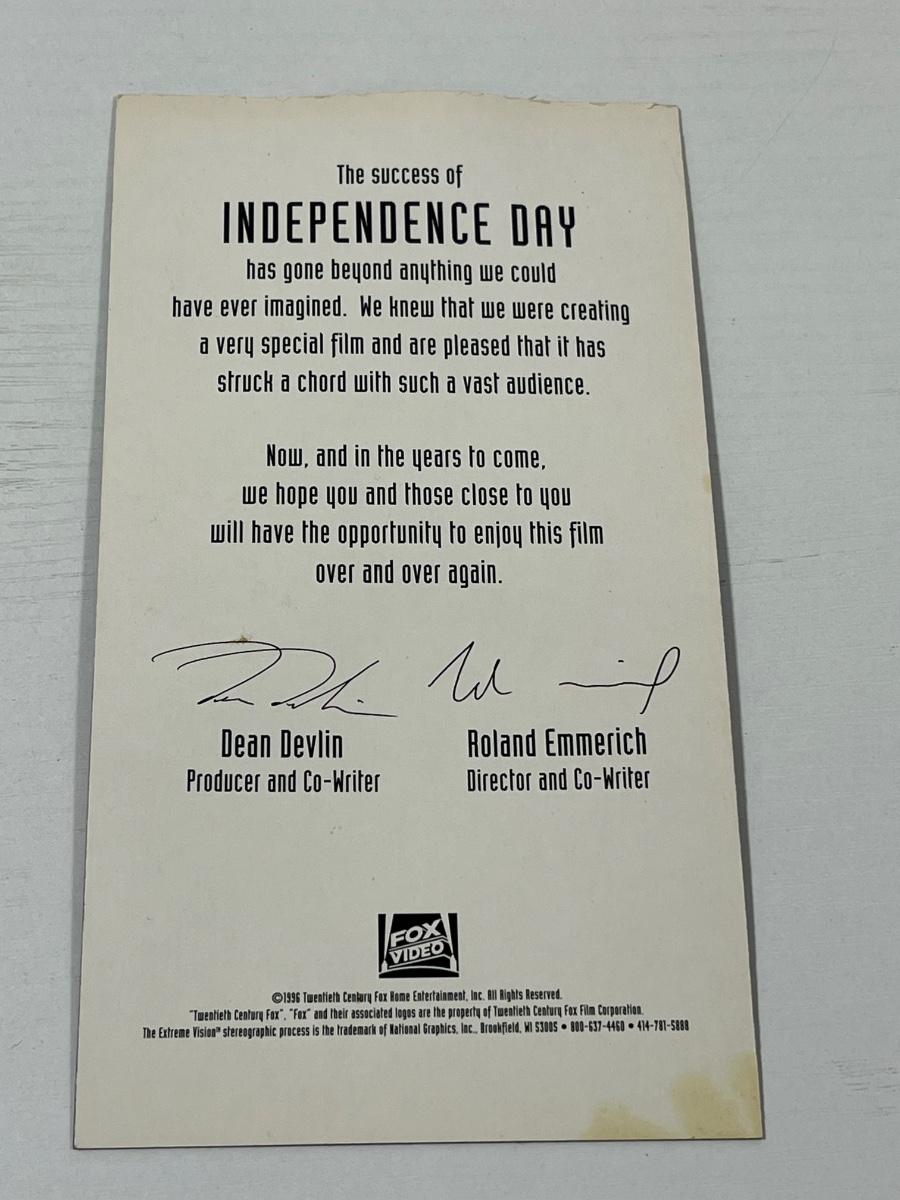 The success of
INDEPENDENCE DAY
has gone beyond anything we could
have ever imagined. We knew that we were creating
a very special film and are pleased that it has
struck a chord with such a vast audience.
Now, and in the years to come,
we hope you and those close to you
will have the opportunity to enjoy this film
over and over again.
Dean Devlin
Roland Emmerich
Producer and Co-Writer
Director and Co-Writer
FOX
VIDEO
©1996 Twentieth Century Fox Home Entertainment, Inc. All Rights Reserved.
"Twentieth Century Fox", "Fox" and their associated logos are the property of Twentieth Century Fox Film Corporation.
The Extreme Vision™ stereographic process is the trademark of National Graphics, Inc., Brookfield, WI 53005 • 800-637-4460 • 414-781-5888